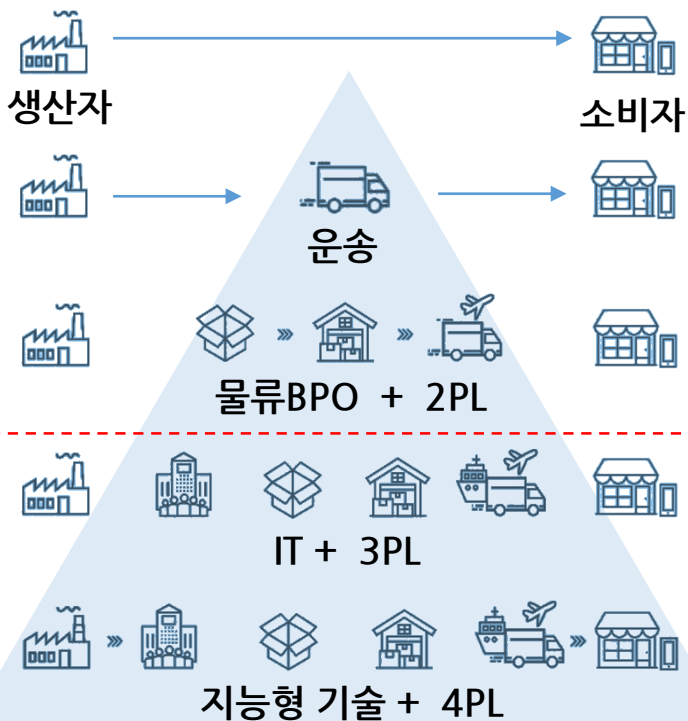 생산자
소비자
운송
물류BPO + 2PL
IT + 3PL
지능형 기술 + 4PL